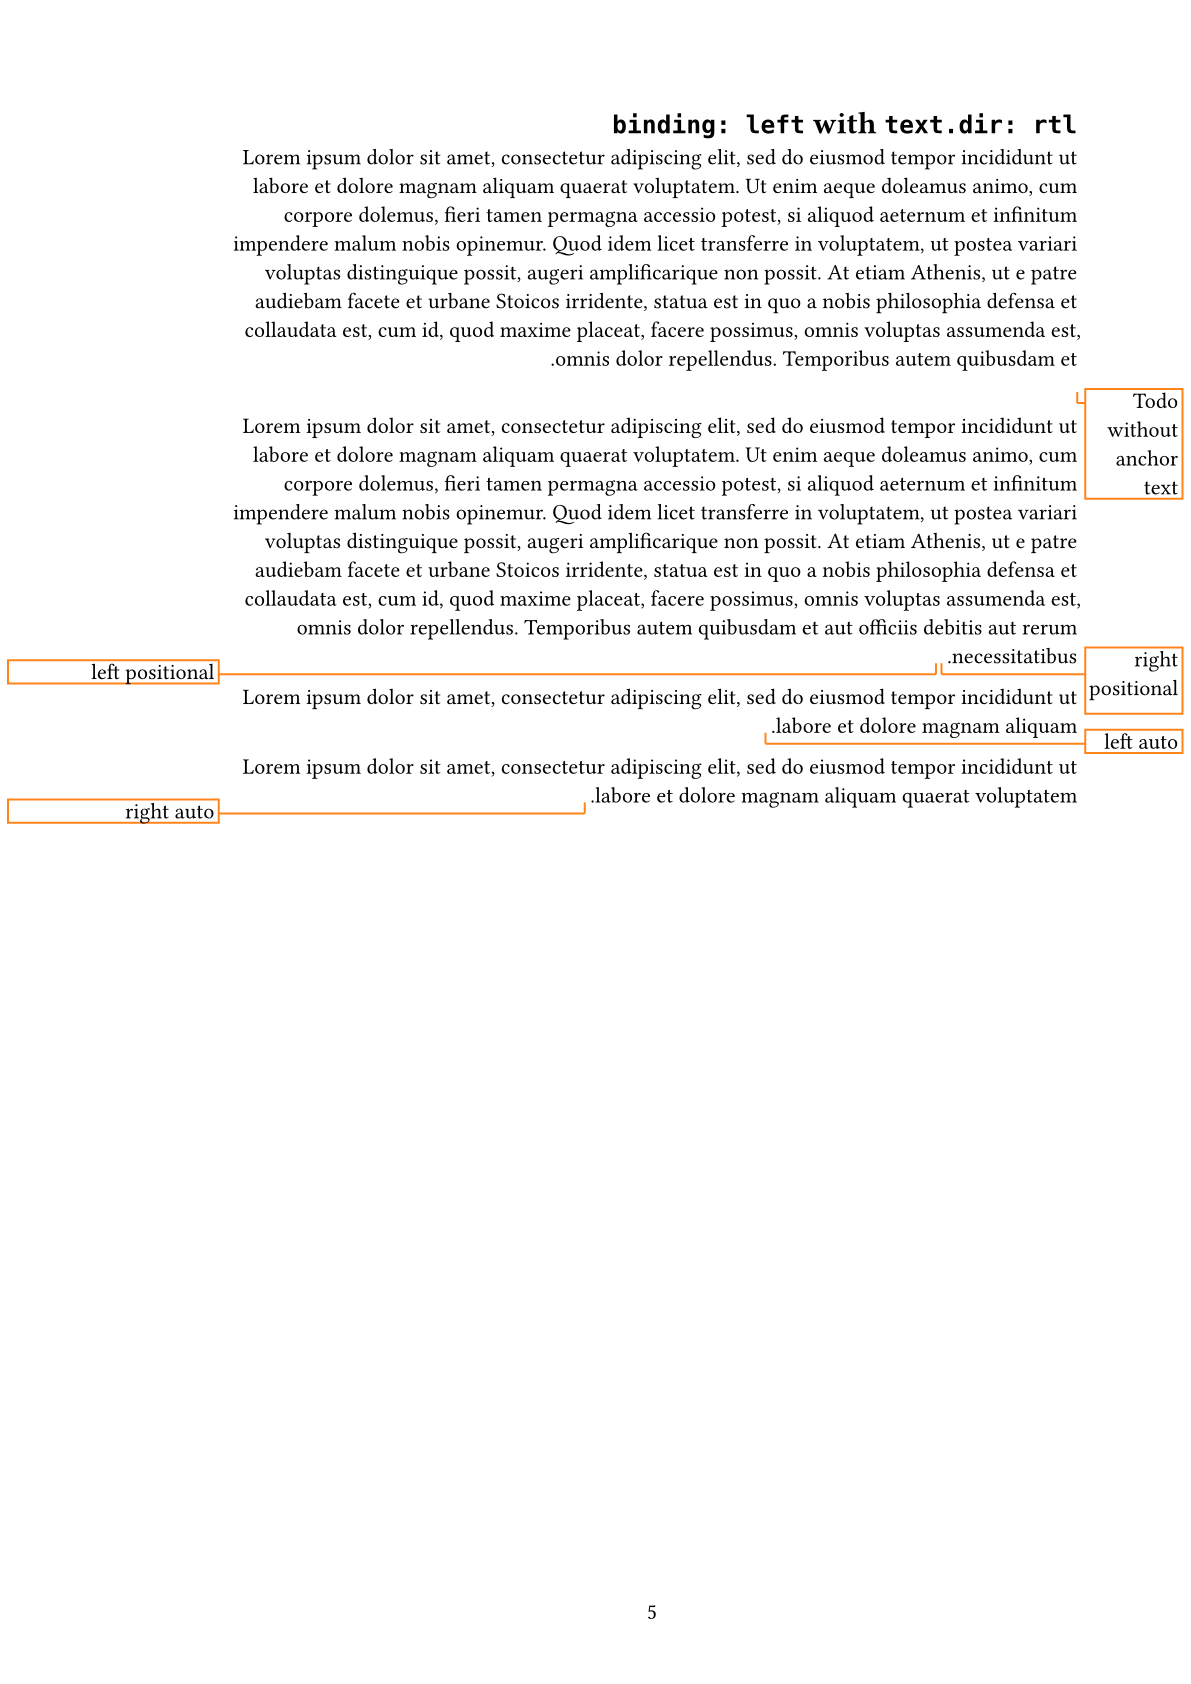 binding: left with text.dir: rtl
Lorem ipsum dolor sit amet, consectetur adipiscing elit, sed do eiusmod tempor incididunt ut
labore et dolore magnam aliquam quaerat voluptatem. Ut enim aeque doleamus animo, cum
corpore dolemus, fieri tamen permagna accessio potest, si aliquod aeternum et infinitum
impendere malum nobis opinemur. Quod idem licet transferre in voluptatem, ut postea variari
voluptas distinguique possit, augeri amplificarique non possit. At etiam Athenis, ut e patre
audiebam facete et urbane Stoicos irridente, statua est in quo a nobis philosophia defensa et
collaudata est, cum id, quod maxime placeat, facere possimus, omnis voluptas assumenda est,
.omnis dolor repellendus. Temporibus autem quibusdam et
Todo
without
anchor
text
Lorem ipsum dolor sit amet, consectetur adipiscing elit, sed do eiusmod tempor incididunt ut
labore et dolore magnam aliquam quaerat voluptatem. Ut enim aeque doleamus animo, cum
corpore dolemus, fieri tamen permagna accessio potest, si aliquod aeternum et infinitum
impendere malum nobis opinemur. Quod idem licet transferre in voluptatem, ut postea variari
voluptas distinguique possit, augeri amplificarique non possit. At etiam Athenis, ut e patre
audiebam facete et urbane Stoicos irridente, statua est in quo a nobis philosophia defensa et
collaudata est, cum id, quod maxime placeat, facere possimus, omnis voluptas assumenda est,
omnis dolor repellendus. Temporibus autem quibusdam et aut officiis debitis aut rerum
.necessitatibus
right
positional
left positional
Lorem ipsum dolor sit amet, consectetur adipiscing elit, sed do eiusmod tempor incididunt ut
.labore et dolore magnam aliquam
left auto
Lorem ipsum dolor sit amet, consectetur adipiscing elit, sed do eiusmod tempor incididunt ut
.labore et dolore magnam aliquam quaerat voluptatem
right auto
5